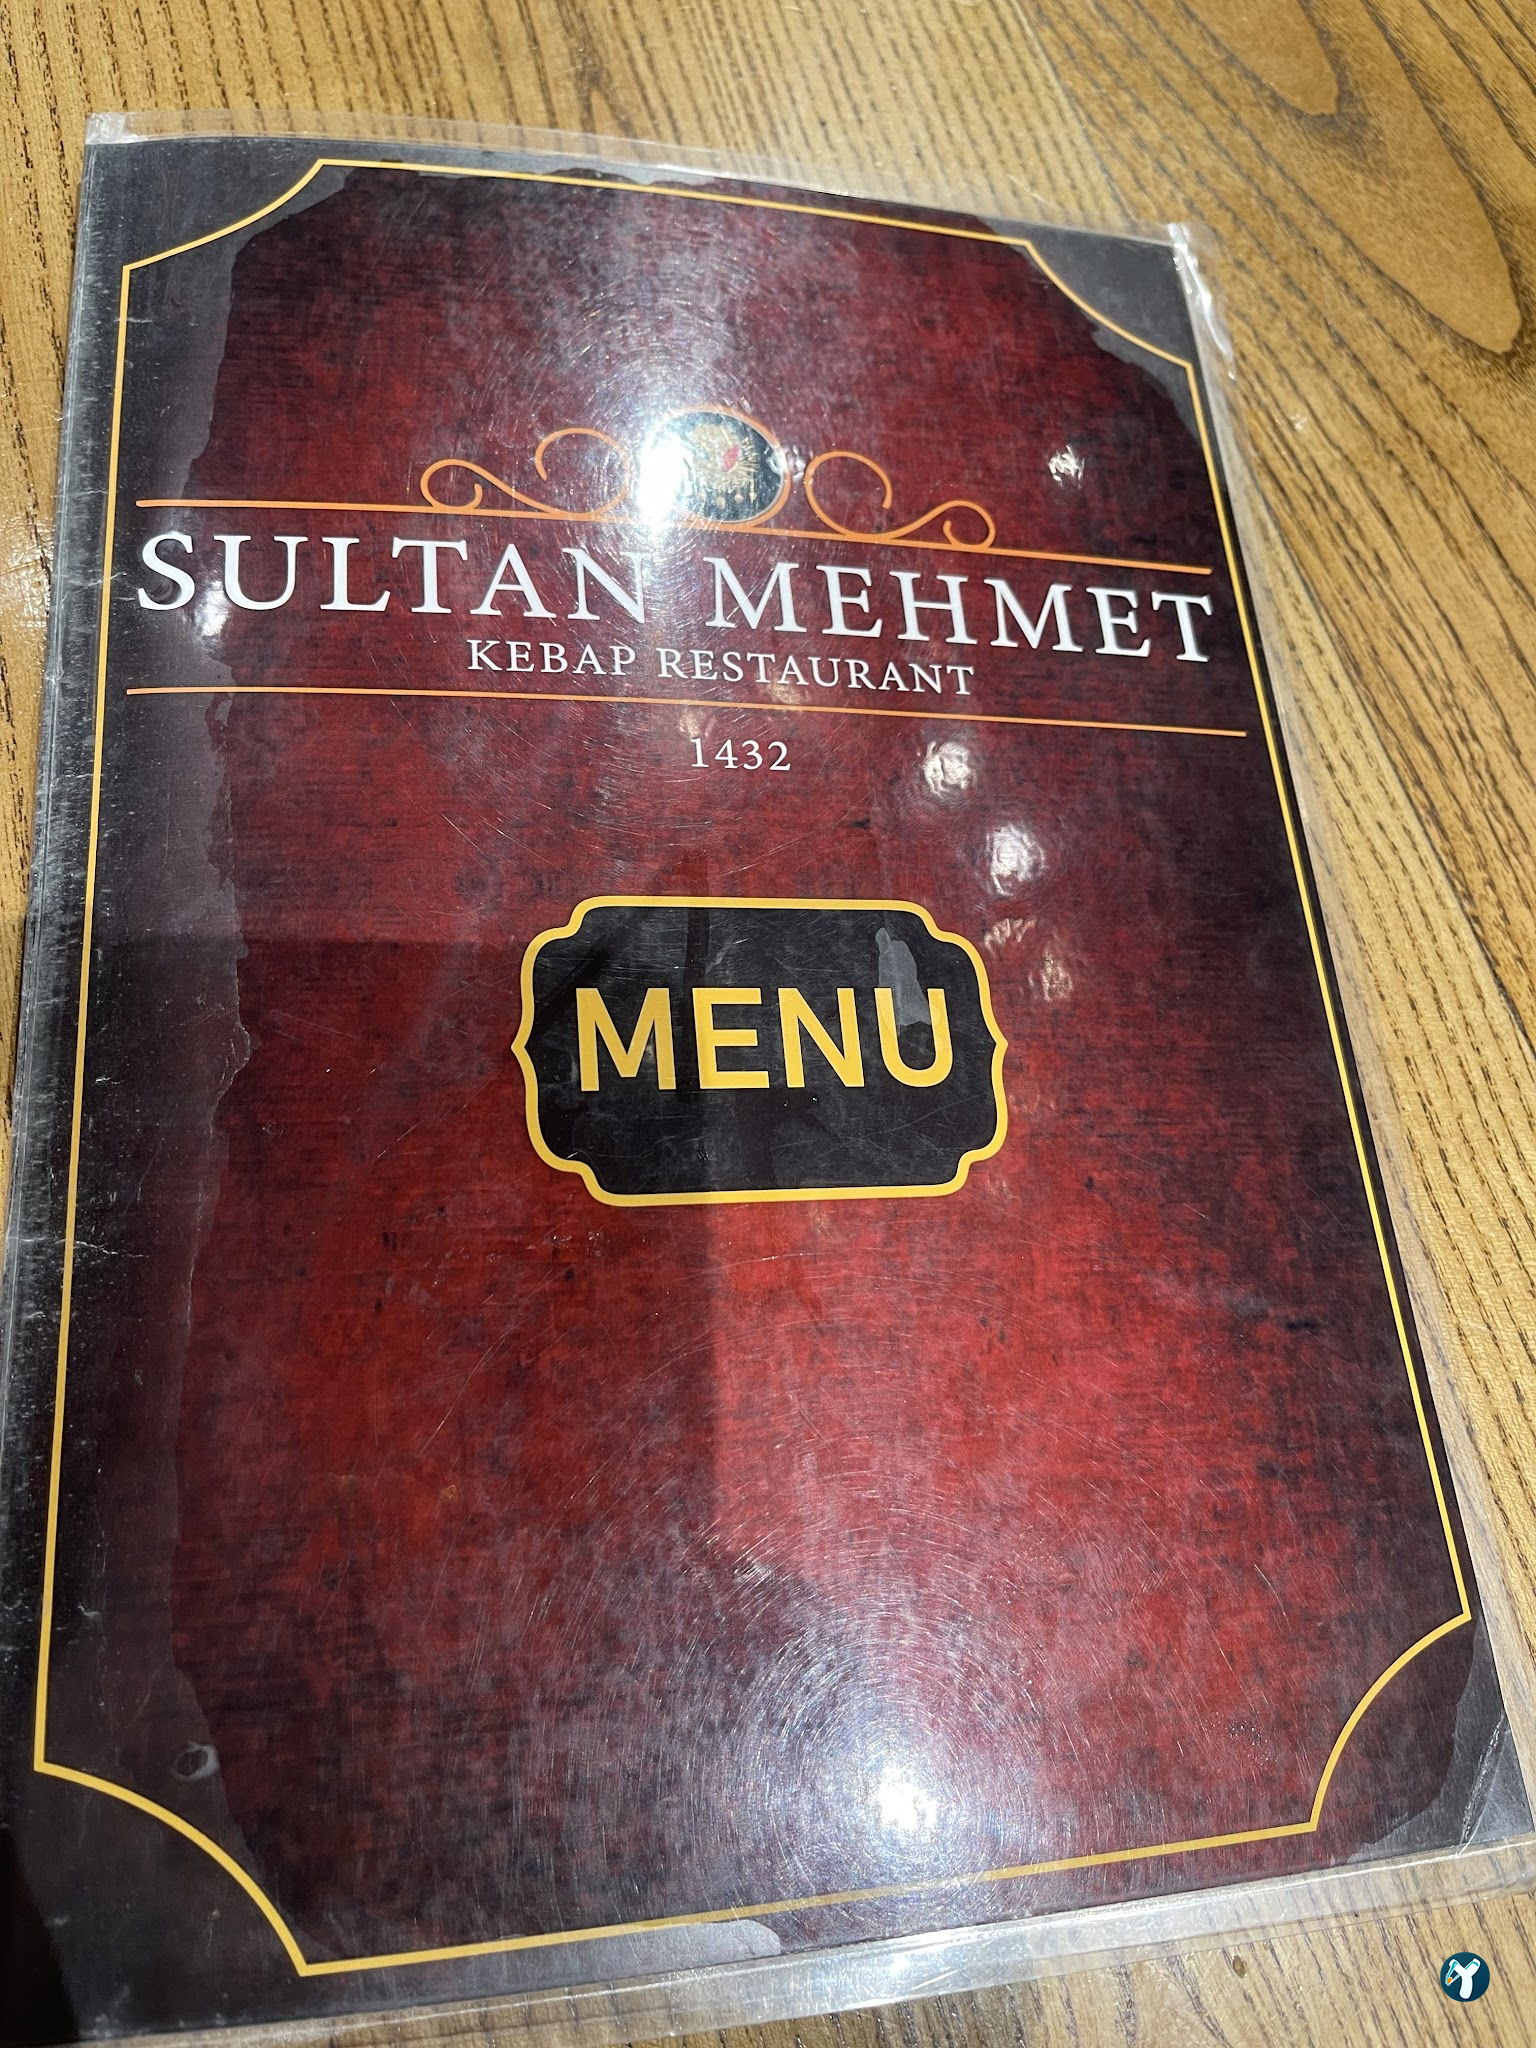 SULTAN MEHMET
KEBAP RESTAURANT
1432
MENU